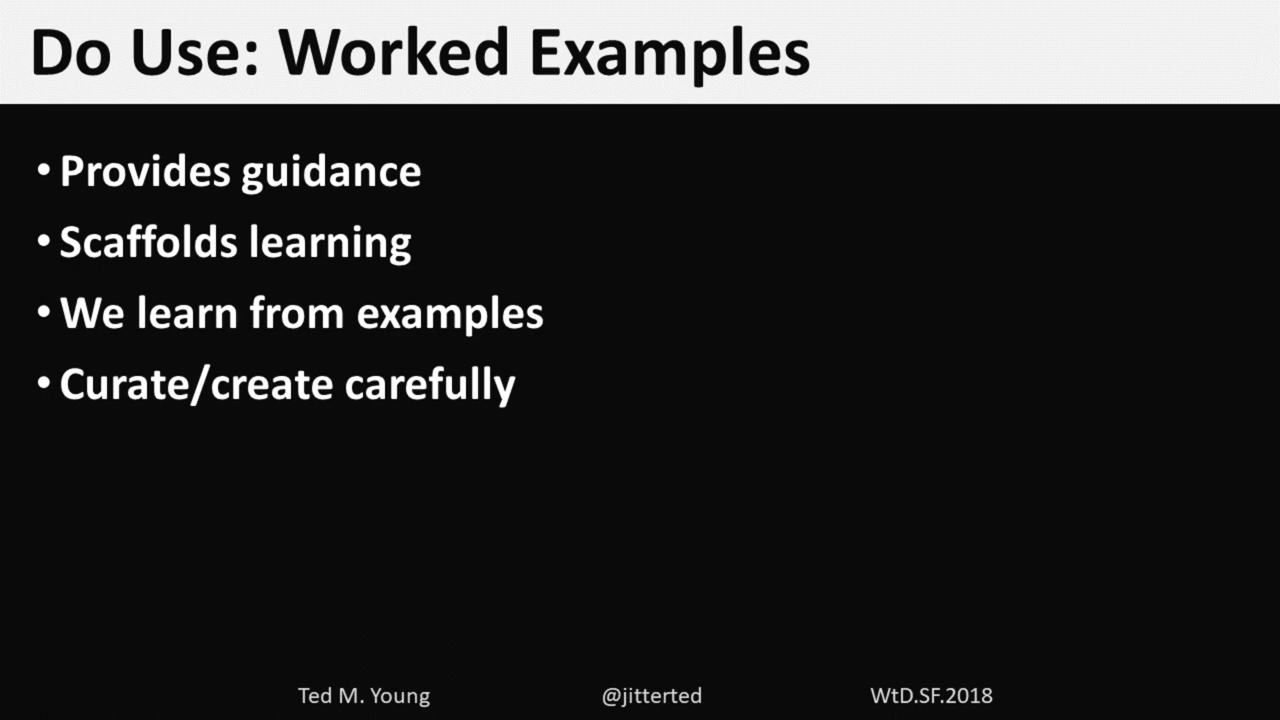 Do Use: Worked Examples
• Provides guidance
• Scaffolds learning
• We learn from examples
• Curate/create carefully
Ted M. Young @jitterted WtD.SF.2018